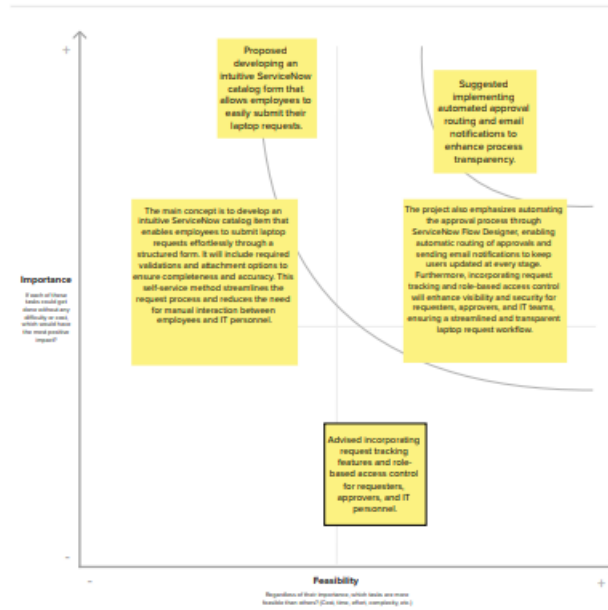 +
Proposed
developing an
intuitive ServiceNow
catalog form that
allows employees to
easily submit their
laptop requests.
Suggested
implementing
automated approval
routing and email
notifications to
enhance process
transparency.
The main concept is to develop an
intuitive ServiceNow catalog item that
enables employees to submit laptop
requests effortlessly through a
structured form. It will include required
validations and attachment options to
ensure completeness and accuracy. This
self-service method streamlines the
request process and reduces the need
for manual interaction between
employees and IT personnel.
The project also emphasizes automating
the approval process through
ServiceNow Flow Designer, enabling
automatic routing of approvals and
sending email notifications to keep
users updated at every stage.
Furthermore, incorporating request
tracking and role-based access control
will enhance visibility and security for
requesters, approvers, and IT teams,
ensuring a streamlined and transparent
laptop request workflow.
Importance
If each of these
tasks could get
done without any
difficulty or cost,
which would have
the most positive
impact?
Advised incorporating
request tracking
features and role-
based access control
for requesters,
approvers, and IT
personnel.
-
-
Feasibility
+
Regardless of their importance, which tasks are more
feasible than others? (Cost, time, effort, complexity, etc.)